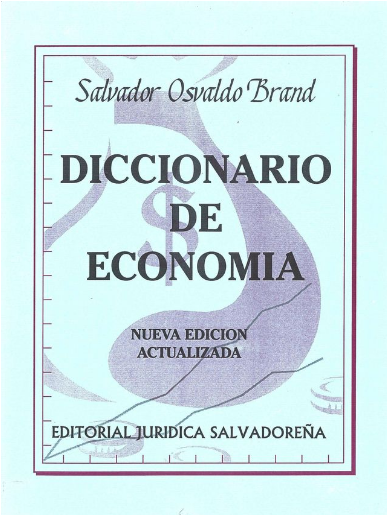 Salvador Osvaldo Brand
DICCIONARIO
DE
ECONOMIA
$
NUEVA EDICION
ACTUALIZADA
EDITORIAL JURIDICA SALVADOREÑA